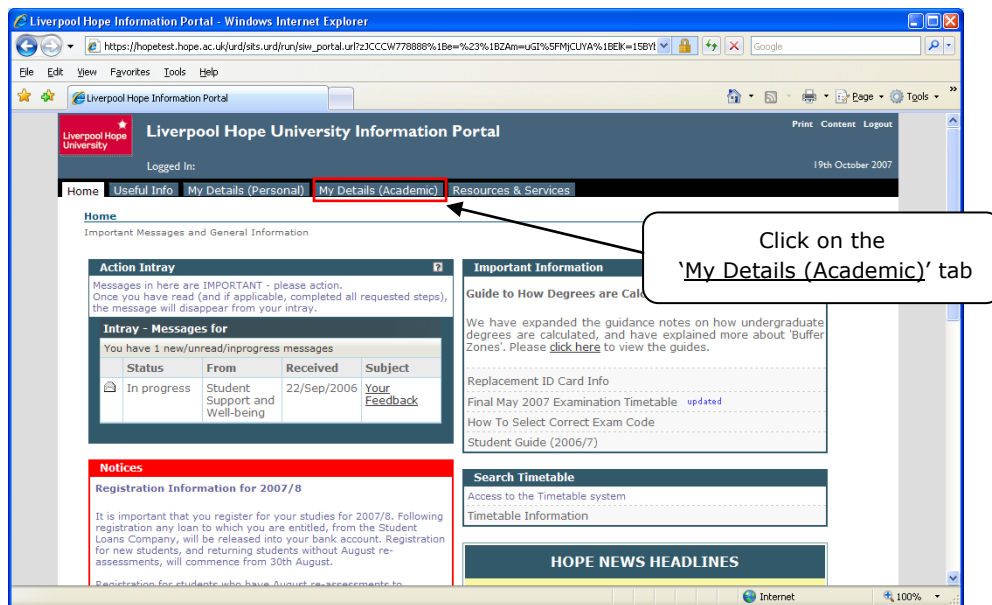 Liverpool Hope Information Portal - Windows Internet Explorer
https://hopetest.hope.ac.uk/urd/sits.urd/run/siw_portal.url?
Google
File Edit View Favorites Tools Help
Liverpool Hope Information Portal
Page Tools
Liverpool Hope University
Liverpool Hope University Information Portal
Print Content Logout
Logged In:
19th October 2007
Home Useful Info My Details (Personal) My Details (Academic) Resources & Services
Home
Important Messages and General Information
Click on the
‘My Details (Academic)’ tab
Action Intray ?
Messages in here are IMPORTANT - please action.
Once you have read (and if applicable, completed all requested steps),
the message will disappear from your intray.
Intray - Messages for
You have 1 new/unread/inprogress messages
Status From Received Subject
In progress Student Support and Well-being 22/Sep/2006 Your Feedback
Notices
Registration Information for 2007/8
It is important that you register for your studies for 2007/8. Following
registration any loan to which you are entitled, from the Student
Loans Company, will be released into your bank account. Registration
for new students, and returning students without August re-
assessments, will commence from 30th August.
Registration for students who have August re-assessments to
Important Information
Guide to How Degrees are
We have expanded the guidance notes on how undergraduate
degrees are calculated, and have explained more about 'Buffer
Zones'. Please click here to view the guides.
Replacement ID Card Info
Final May 2007 Examination Timetable updated
How To Select Correct Exam Code
Student Guide (2006/7)
Search Timetable
Access to the Timetable system
Timetable Information
HOPE NEWS HEADLINES
Internet 100%